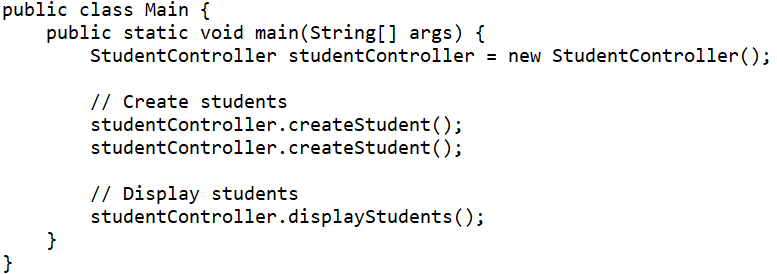 public class Main {
    public static void main(String[] args) {
        StudentController studentController = new StudentController();

        // Create students
        studentController.createStudent();
        studentController.createStudent();

        // Display students
        studentController.displayStudents();
    }
}